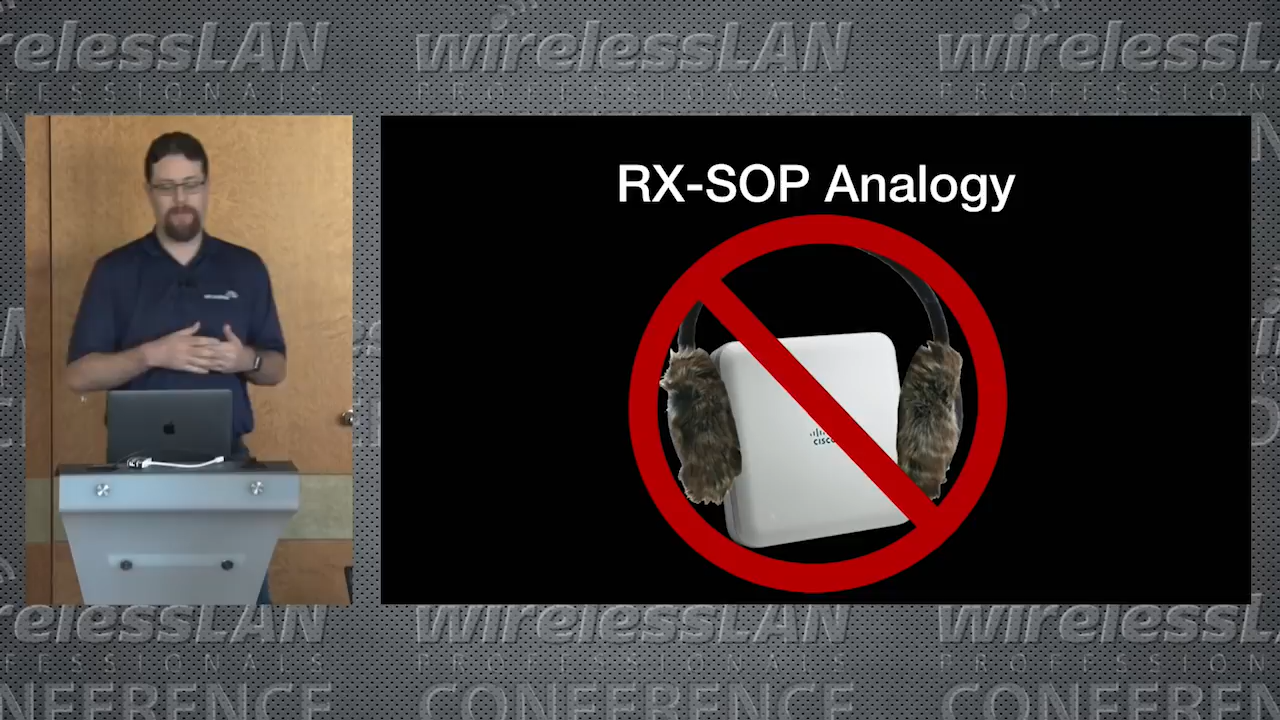 wirelessLAN
PROFESSIONALS
RX-SOP Analogy
CISCO
wirelessLAN
PROFESSIONALS
CONFERENCE